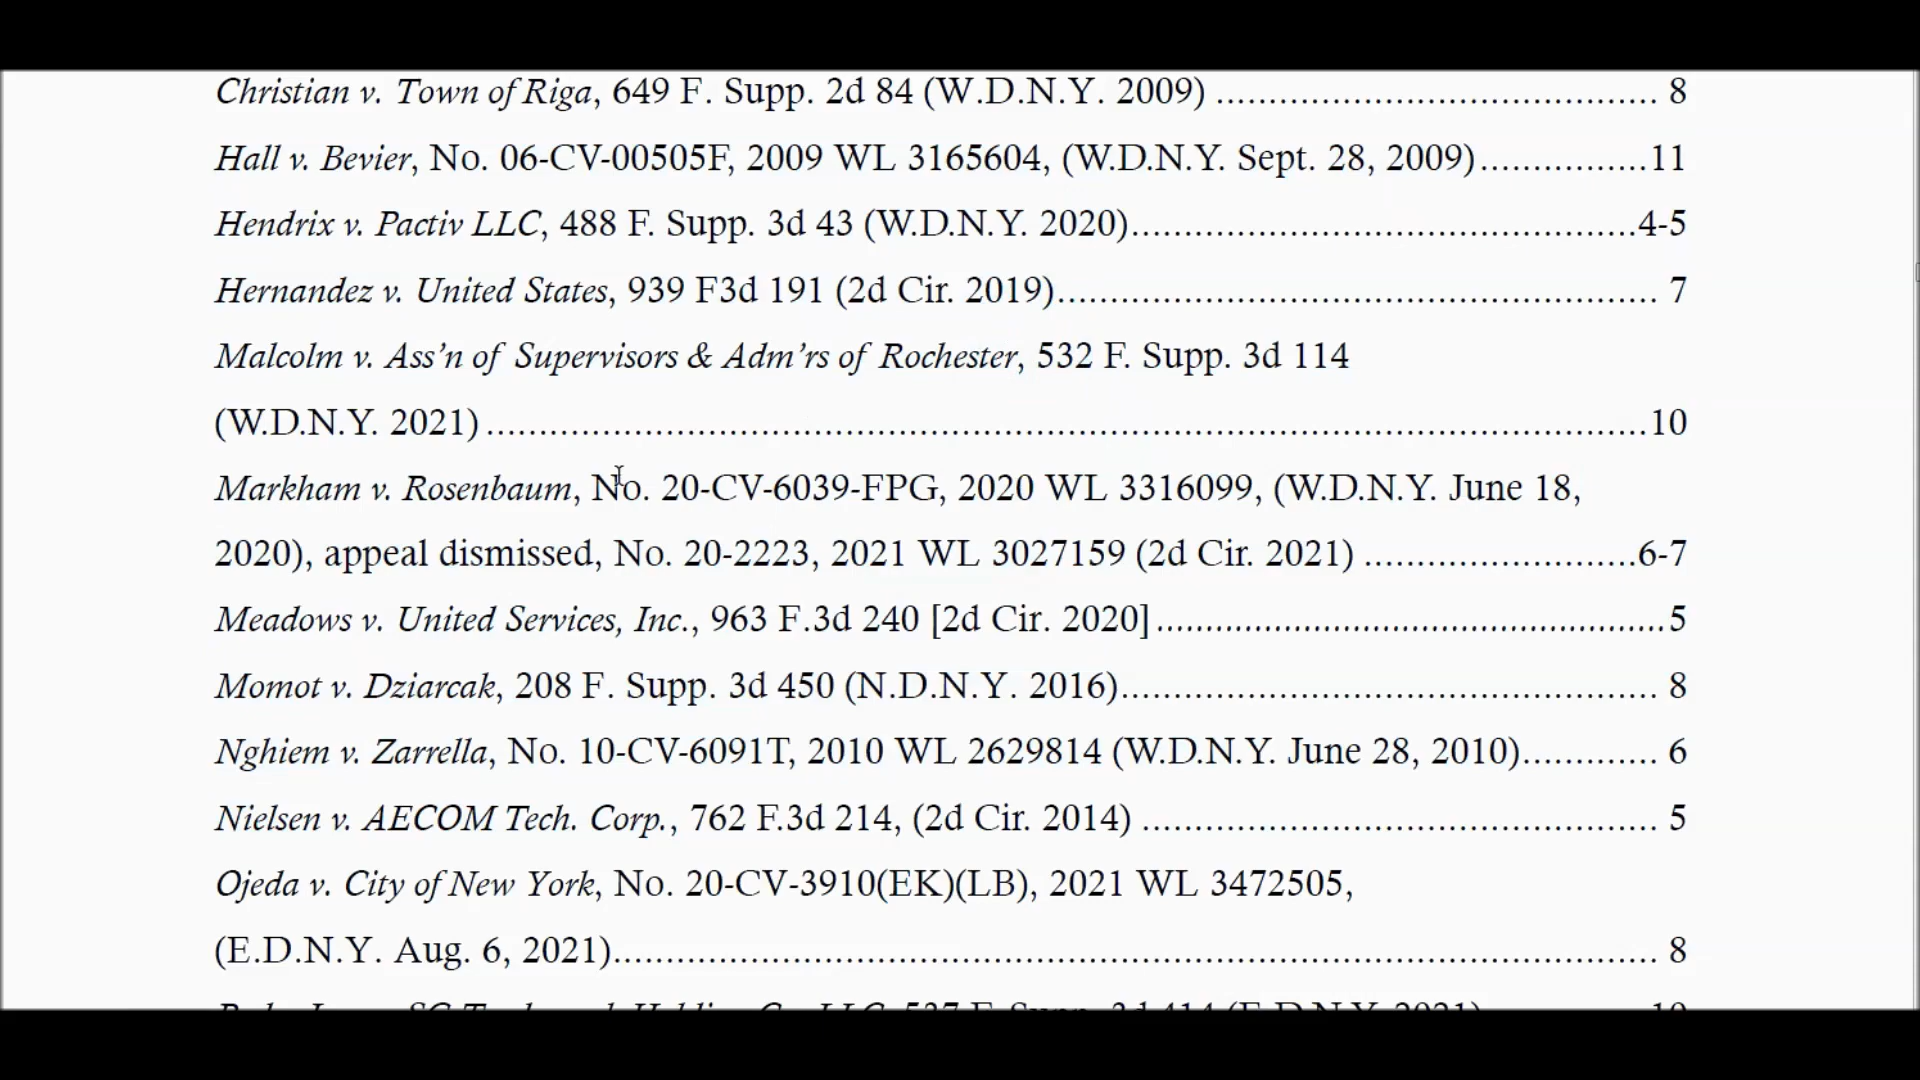 Christian v. Town of Riga, 649 F. Supp. 2d 84 (W.D.N.Y. 2009) .......................................... 8
Hall v. Bevier, No. 06-CV-00505F, 2009 WL 3165604, (W.D.N.Y. Sept. 28, 2009)................11
Hendrix v. Pactiv LLC, 488 F. Supp. 3d 43 (W.D.N.Y. 2020)................................................4-5
Hernandez v. United States, 939 F3d 191 (2d Cir. 2019)......................................................... 7
Malcolm v. Ass’n of Supervisors & Adm’rs of Rochester, 532 F. Supp. 3d 114
(W.D.N.Y. 2021) ...............................................................................................................10
Markham v. Rosenbaum, No. 20-CV-6039-FPG, 2020 WL 3316099, (W.D.N.Y. June 18,
2020), appeal dismissed, No. 20-2223, 2021 WL 3027159 (2d Cir. 2021) ..........................6-7
Meadows v. United Services, Inc., 963 F.3d 240 [2d Cir. 2020]................................................5
Momot v. Dziarcak, 208 F. Supp. 3d 450 (N.D.N.Y. 2016)................................................... 8
Nghiem v. Zarrella, No. 10-CV-6091T, 2010 WL 2629814 (W.D.N.Y. June 28, 2010)............. 6
Nielsen v. AECOM Tech. Corp., 762 F.3d 214, (2d Cir. 2014) ................................................. 5
Ojeda v. City of New York, No. 20-CV-3910(EK)(LB), 2021 WL 3472505,
(E.D.N.Y. Aug. 6, 2021)................................................................................................... 8